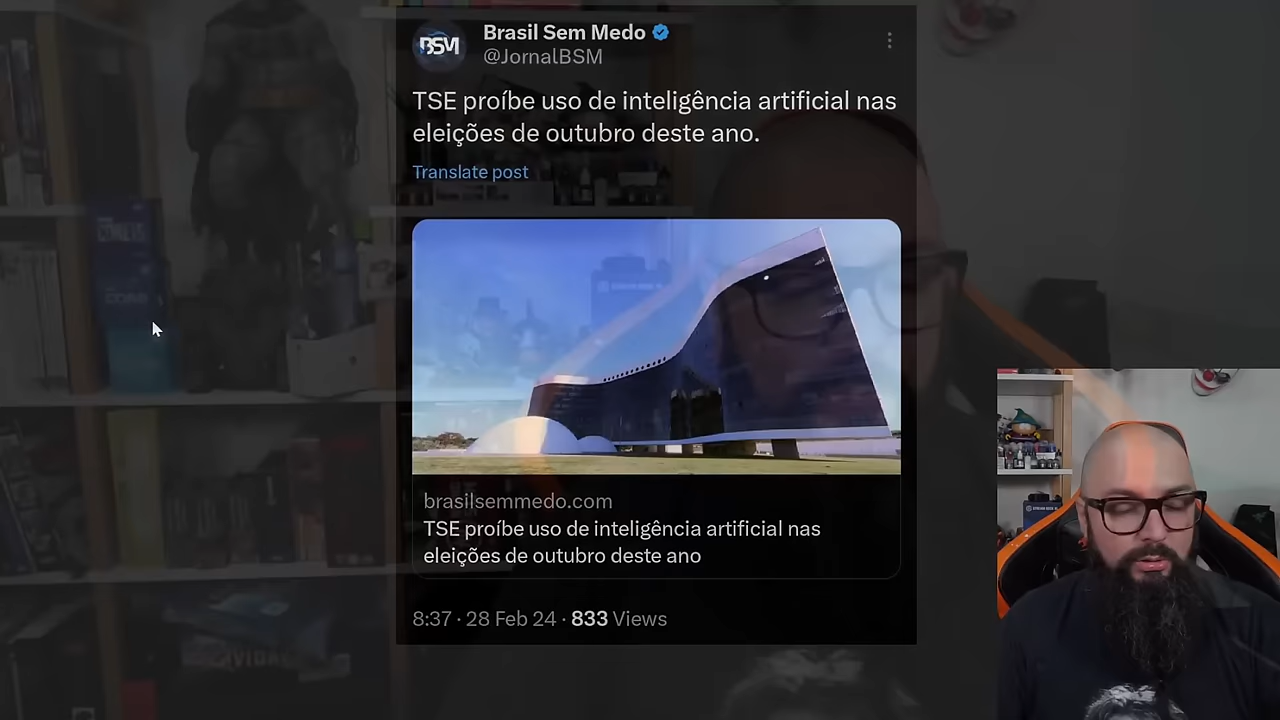 BSM
Brasil Sem Medo
@JornalBSM
TSE proíbe uso de inteligência artificial nas
eleições de outubro deste ano.
Translate post
brasilsemmedo.com
TSE proíbe uso de inteligência artificial nas
eleições de outubro deste ano
8:37 · 28 Feb 24 · 833 Views